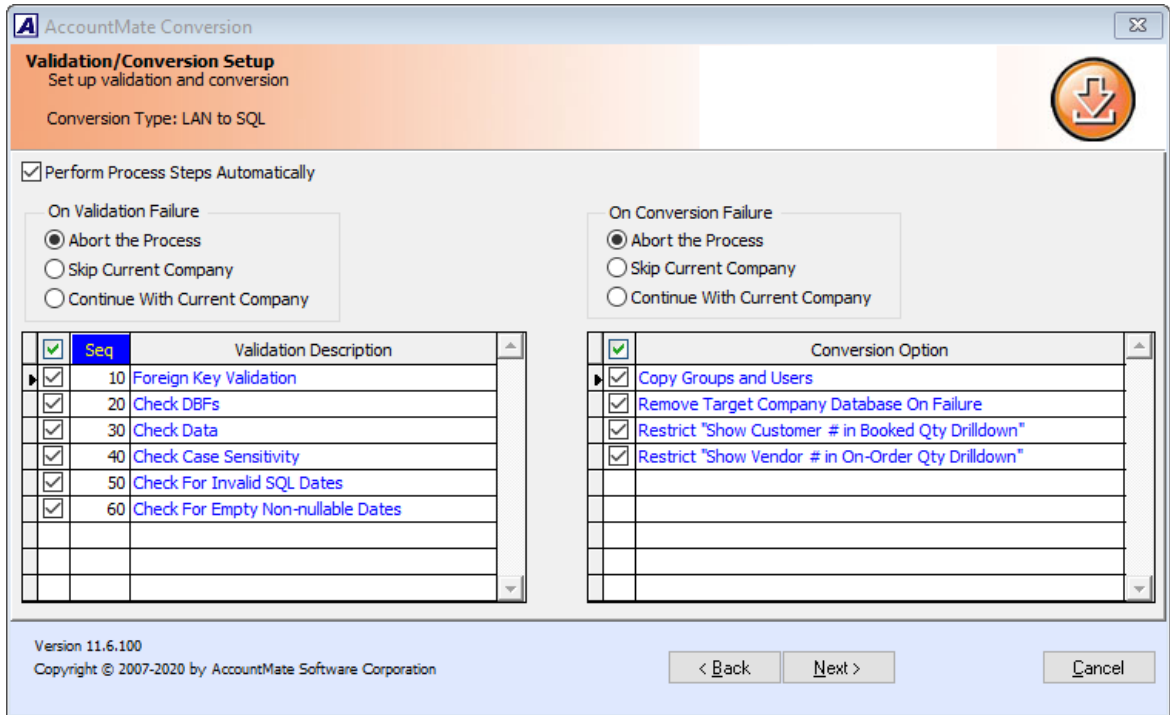 AccountMate Conversion
Validation/Conversion Setup
Set up validation and conversion
Conversion Type: LAN to SQL
Perform Process Steps Automatically
On Validation Failure
Abort the Process
Skip Current Company
Continue With Current Company
On Conversion Failure
Abort the Process
Skip Current Company
Continue With Current Company
Seq Validation Description
10 Foreign Key Validation
20 Check DBFs
30 Check Data
40 Check Case Sensitivity
50 Check For Invalid SQL Dates
60 Check For Empty Non-nullable Dates
Conversion Option
Copy Groups and Users
Remove Target Company Database On Failure
Restrict "Show Customer # in Booked Qty Drilldown"
Restrict "Show Vendor # in On-Order Qty Drilldown"
Version 11.6.100
Copyright © 2007-2020 by AccountMate Software Corporation
< Back Next > Cancel